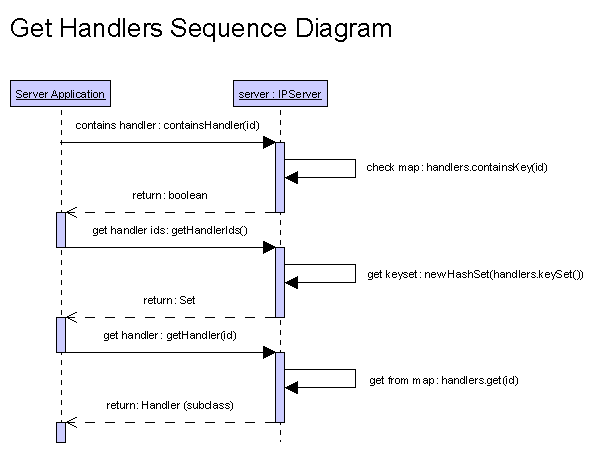 Get Handlers Sequence Diagram
Server Application
server : IPServer
contains handler : containsHandler(id)
check map : handlers.containsKey(id)
return : boolean
get handler ids: getHandlerIds()
get keyset : new HashSet(handlers.keySet())
return : Set
get handler : getHandler(id)
get from map : handlers.get(id)
return: Handler (subclass)